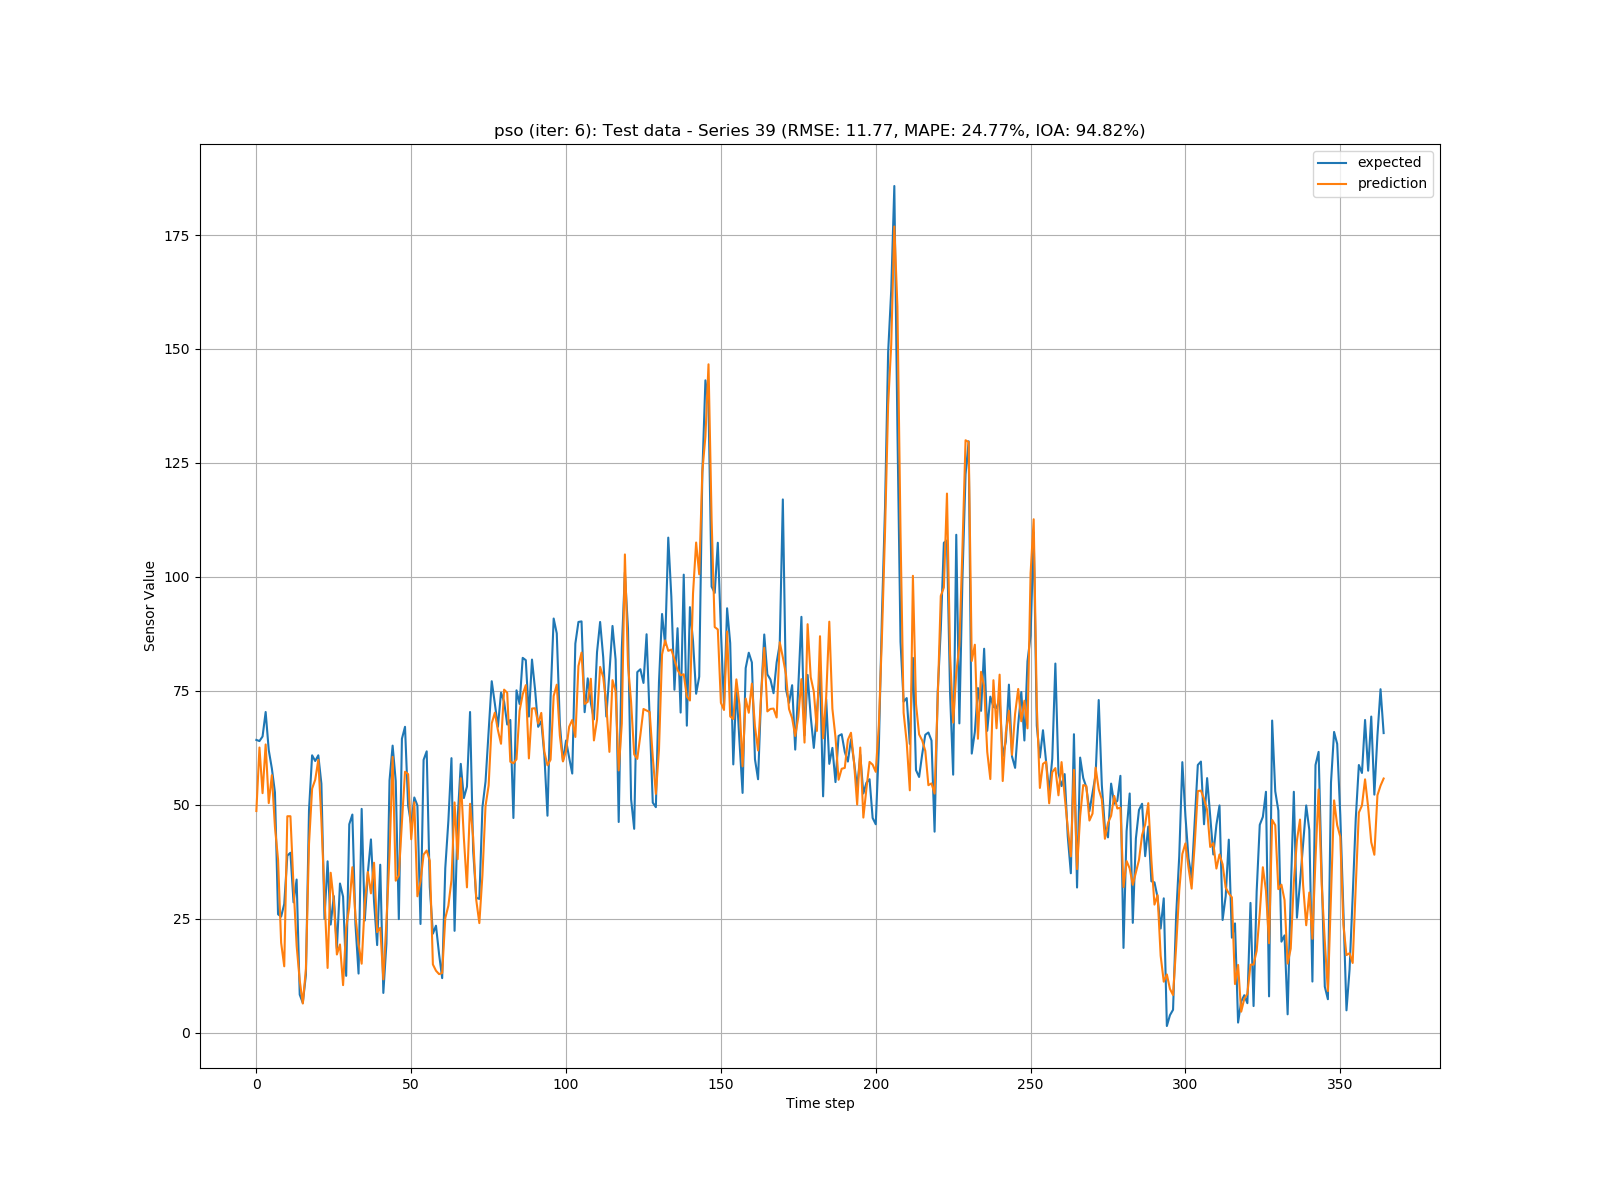 pso (iter: 6): Test data - Series 39 (RMSE: 11.77, MAPE: 24.77%, IOA: 94.82%)
expected
prediction
175
150
125
100
75
50
25
0
Sensor Value
0 50 100 150 200 250 300 350
Time step